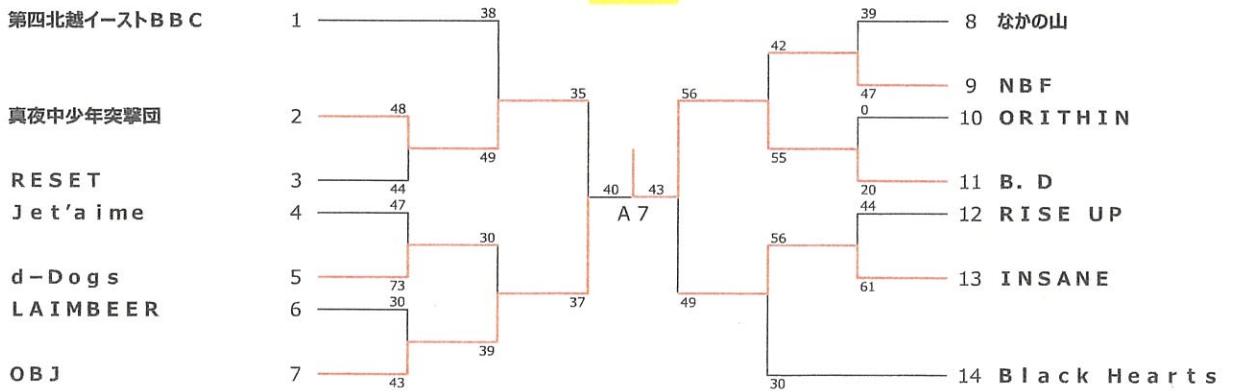 第四北越イーストBBC 1 38
39 8 なかの山
42
35 56
47 9 NBF
真夜中少年突撃団 2 48
0 10 ORITHIN
49 55
RESET 3 44
20 11 B. D
40 43
A7
Jet'aime 4 47
44 12 RISE UP
30 56
d-Dogs 5 73
61 13 INSANE
37 49
LAIMBEER 6 30
39
OBJ 7 43
30 14 Black Hearts